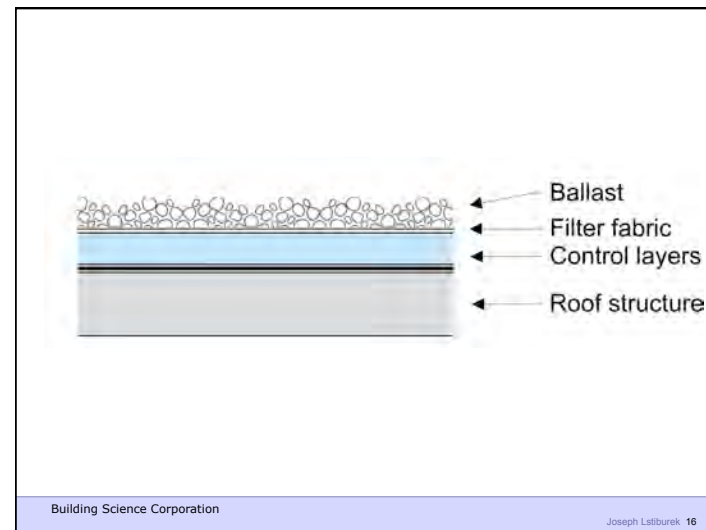 Ballast
Filter fabric
Control layers
Roof structure
Building Science Corporation
Joseph Lstiburek 16